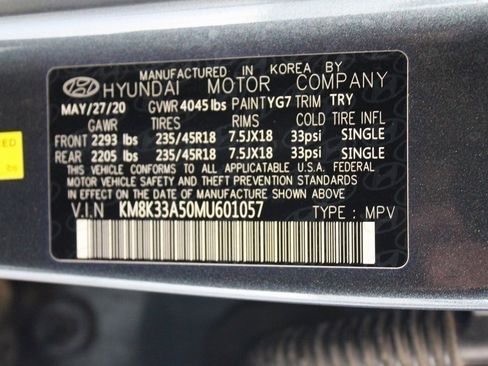 MANUFACTURED IN KOREA BY
HYUNDAI MOTOR COMPANY
MAY/27/20 GVWR 4045 lbs PAINT YG7 TRIM TRY
GAWR TIRES RIMS COLD TIRE INFL
FRONT 2293 lbs 235/45R18 7.5JX18 33psi SINGLE
REAR 2205 lbs 235/45R18 7.5JX18 33psi SINGLE
THIS VEHICLE CONFORMS TO ALL APPLICATABLE U.S.A. FEDERAL
MOTOR VEHICLE SAFETY AND THEFT PREVENTION STANDARDS
IN EFFECT ON THE DATE OF MANUFACTURE SHOWN ABOVE.
V.I.N KM8K33A50MU601057 TYPE : MPV